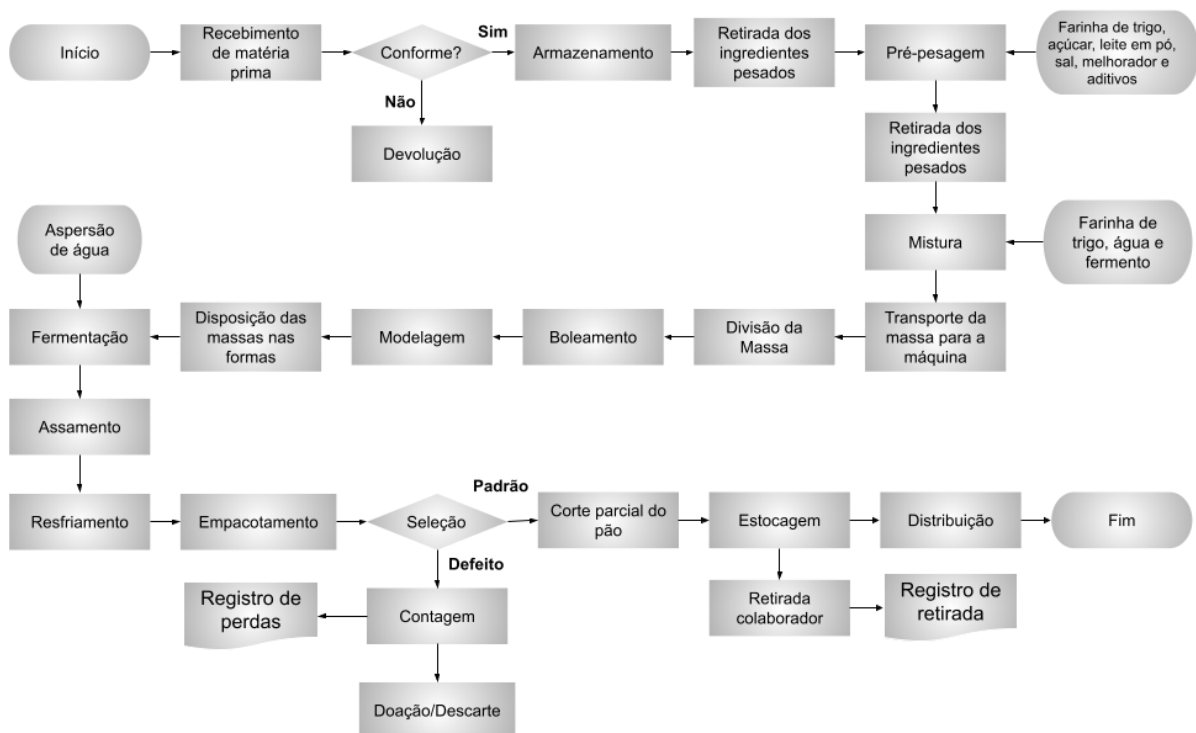 Início
Recebimento
de matéria
prima
Conforme?
Sim
Não
Devolução
Armazenamento
Retirada dos
ingredientes
pesados
Pré-pesagem
Farinha de trigo,
açúcar, leite em pó,
sal, melhorador e
aditivos
Retirada dos
ingredientes
pesados
Mistura
Farinha de
trigo, água e
fermento
Transporte da
massa para a
máquina
Divisão da
Massa
Boleamento
Modelagem
Disposição das
massas nas
formas
Aspersão
de água
Fermentação
Assamento
Resfriamento
Empacotamento
Seleção
Padrão
Defeito
Corte parcial do
pão
Estocagem
Distribuição
Fim
Registro de
perdas
Contagem
Doação/Descarte
Retirada
colaborador
Registro de
retirada